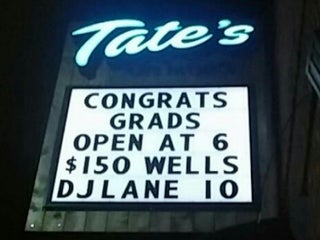 Tate's
CONGRATS
GRADS
OPEN AT 6
$150 WELLS
DJLANE 10